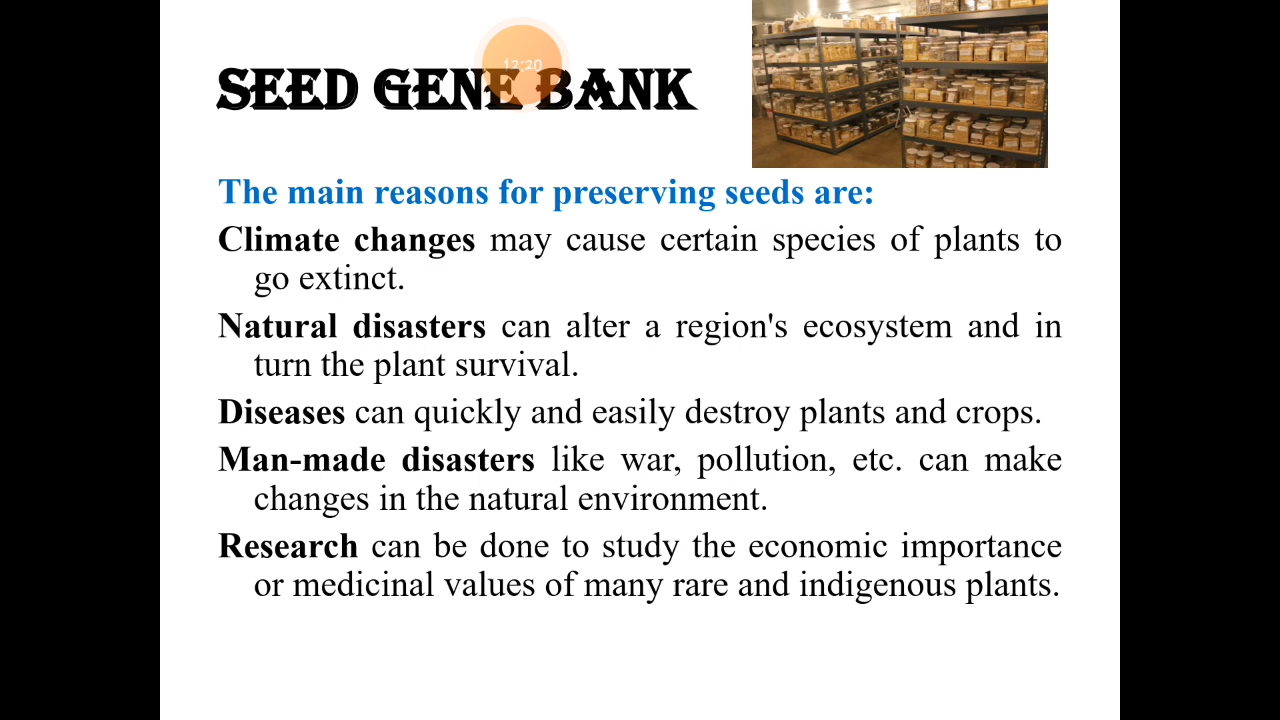 12:20
SEED GENE BANK
The main reasons for preserving seeds are:
Climate changes may cause certain species of plants to
go extinct.
Natural disasters can alter a region's ecosystem and in
turn the plant survival.
Diseases can quickly and easily destroy plants and crops.
Man-made disasters like war, pollution, etc. can make
changes in the natural environment.
Research can be done to study the economic importance
or medicinal values of many rare and indigenous plants.